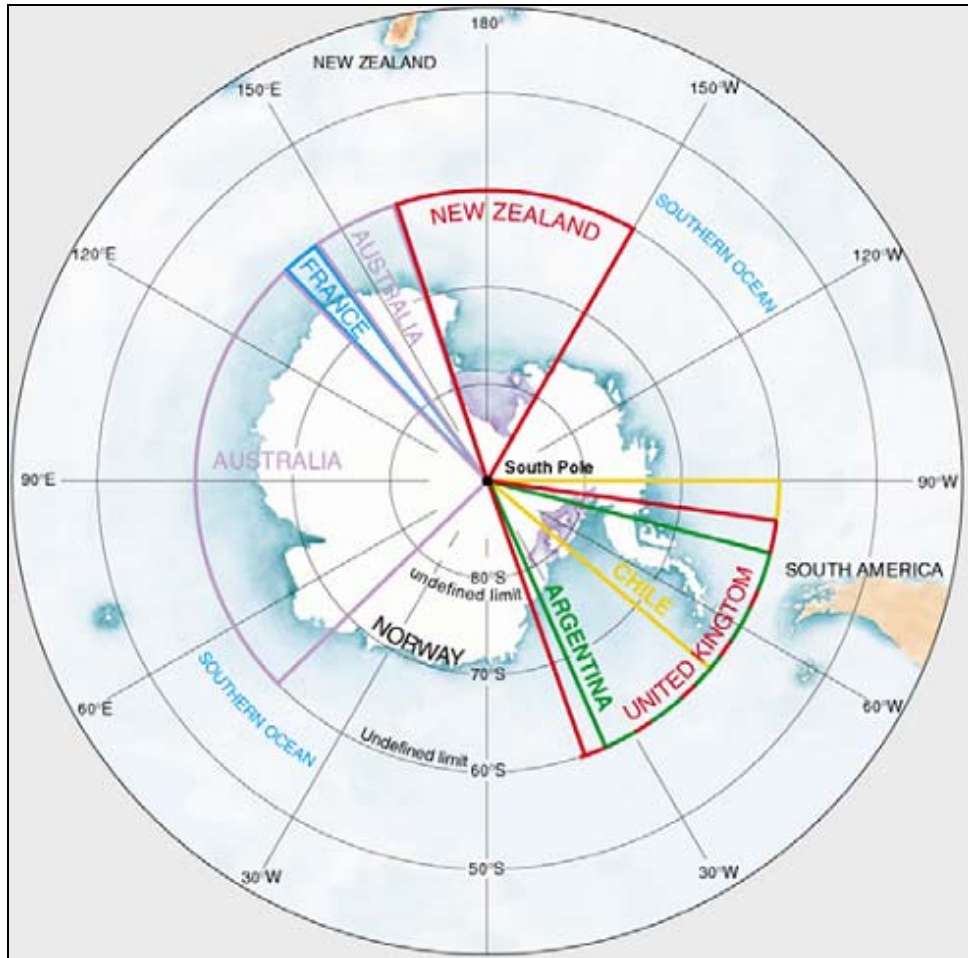 180°
NEW ZEALAND
150°E
150°W
NEW ZEALAND
SOUTHERN OCEAN
AUSTRALIA
FRANCE
120°E
120°W
AUSTRALIA
South Pole
90°E
90°W
80°S
undefined limit
CHILE
SOUTH AMERICA
ARGENTINA
NORWAY
UNITED KINGTOM
70°S
SOUTHERN OCEAN
60°E
60°W
Undefined limit
60°S
50°S
30°W
30°W